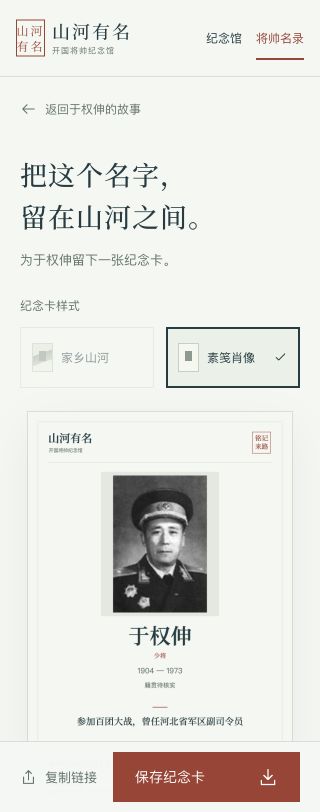 山河
有名
山河有名
开国将帅纪念馆
纪念馆
将帅名录
返回于权伸的故事
把这个名字，
留在山河之间。
为于权伸留下一张纪念卡。
纪念卡样式
家乡山河
素笺肖像
山河有名
开国将帅纪念馆
铭记
来路
于权伸
少将
1904 — 1973
籍贯待核实
参加百团大战，曾任河北省军区副司令员
复制链接
保存纪念卡